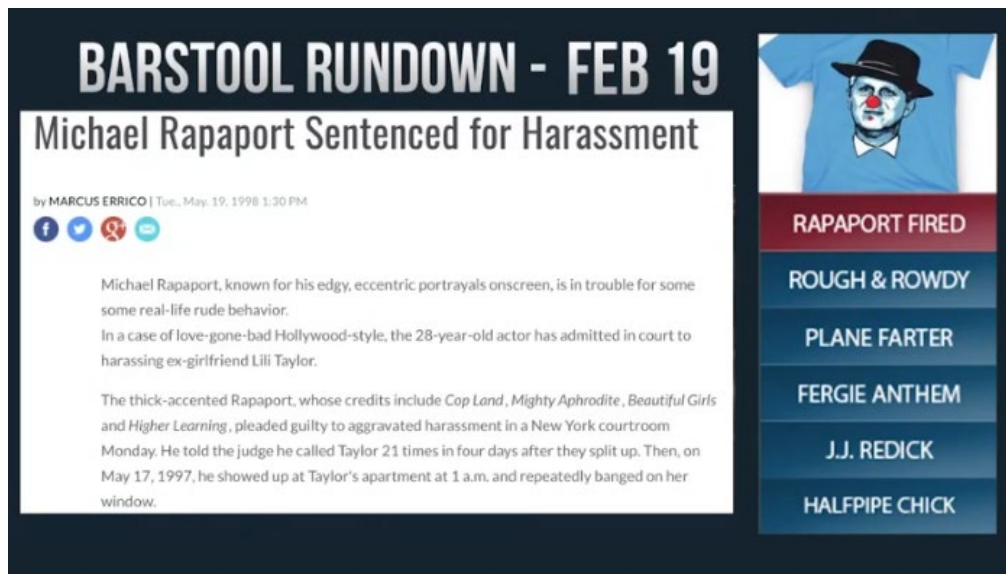 BARSTOOL RUNDOWN - FEB 19
Michael Rapaport Sentenced for Harassment
by MARCUS ERRICO | Tue., May. 19, 1998 1:30 PM
Michael Rapaport, known for his edgy, eccentric portrayals onscreen, is in trouble for some
some real-life rude behavior.
In a case of love-gone-bad Hollywood-style, the 28-year-old actor has admitted in court to
harassing ex-girlfriend Lili Taylor.
The thick-accented Rapaport, whose credits include Cop Land, Mighty Aphrodite, Beautiful Girls
and Higher Learning, pleaded guilty to aggravated harassment in a New York courtroom
Monday. He told the judge he called Taylor 21 times in four days after they split up. Then, on
May 17, 1997, he showed up at Taylor's apartment at 1 a.m. and repeatedly banged on her
window.
RAPAPORT FIRED
ROUGH & ROWDY
PLANE FARTER
FERGIE ANTHEM
J.J. REDICK
HALFPIPE CHICK